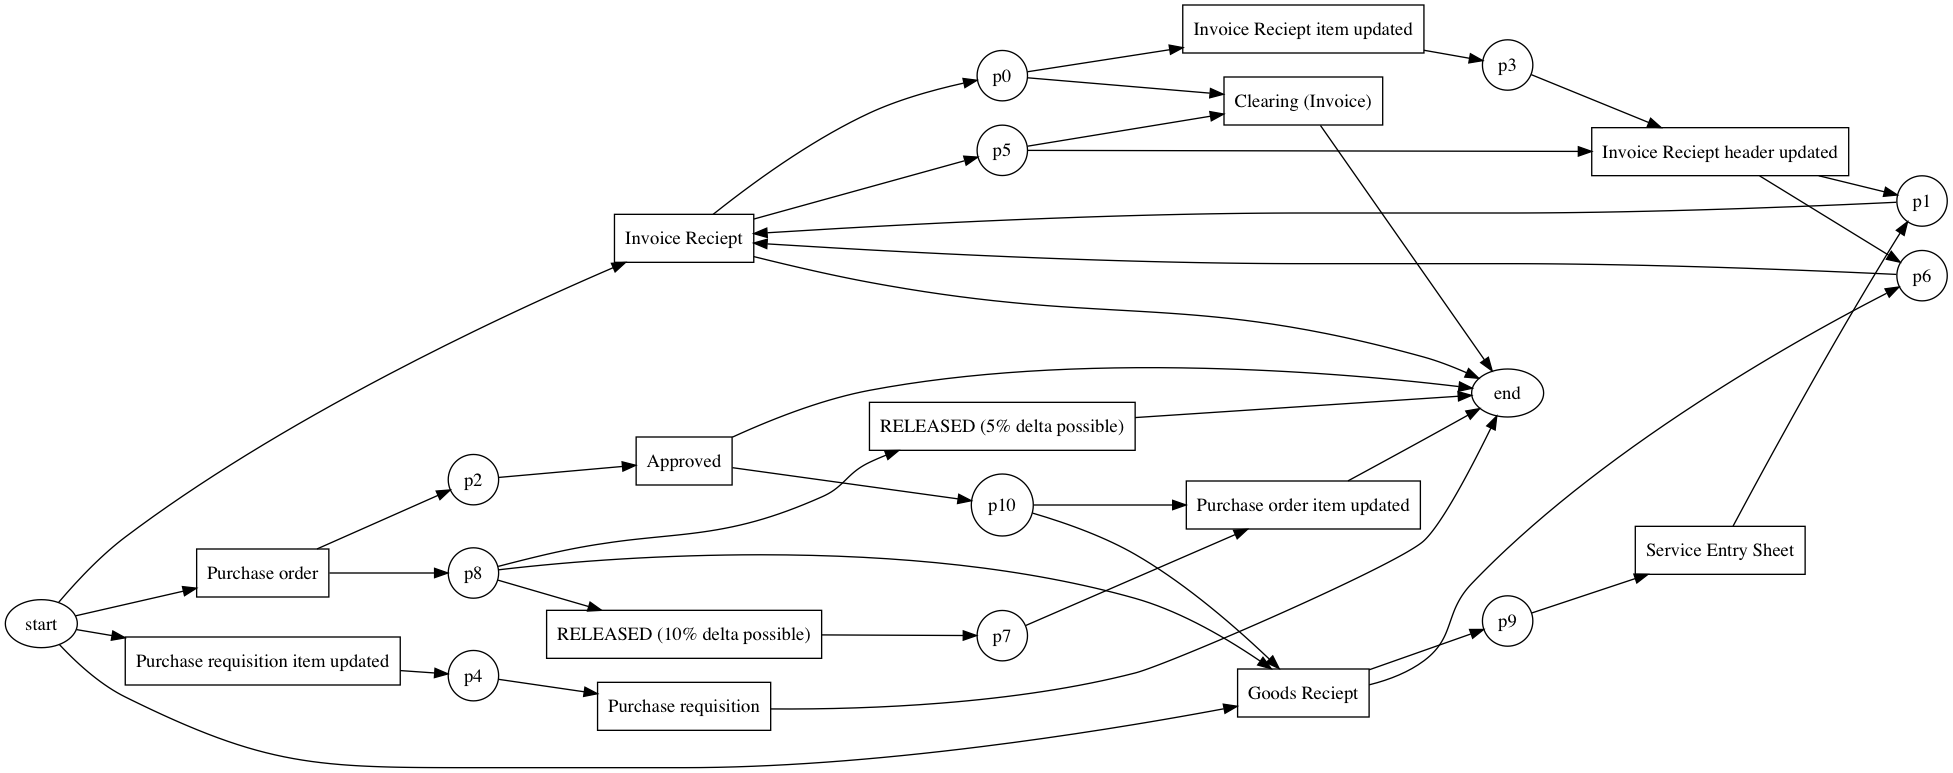 Invoice Reciept item updated
p0
p3
Clearing (Invoice)
p5
Invoice Reciept header updated
p1
Invoice Reciept
p6
end
RELEASED (5% delta possible)
Approved
p2
p10
Purchase order item updated
Service Entry Sheet
Purchase order
p8
start
RELEASED (10% delta possible)
p7
p9
Purchase requisition item updated
p4
Goods Reciept
Purchase requisition